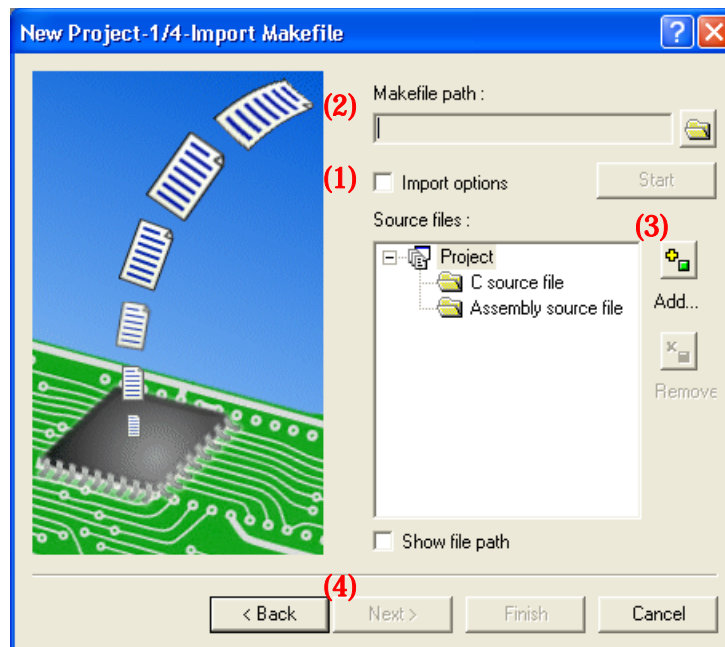 New Project-1/4-Import Makefile
(2) Makefile path :
(1) Import options Start
Source files :
(3)
Project
C source file
Assembly source file
Add...
Remove
Show file path
(4)
< Back Next > Finish Cancel